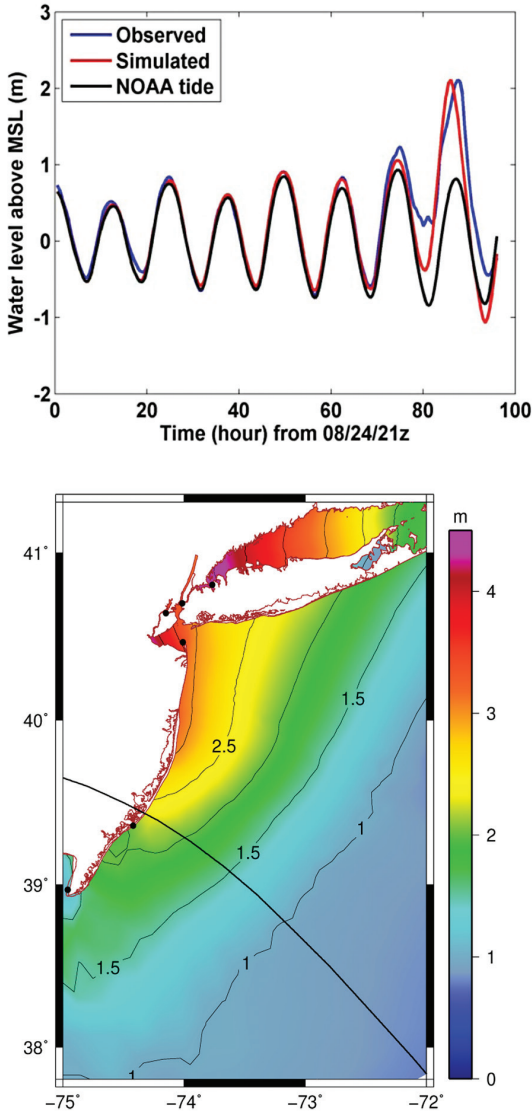 3
2
1
0
-1
-2
Water level above MSL (m)
Observed
Simulated
NOAA tide
0 20 40 60 80 100
Time (hour) from 08/24/21z
41°
40°
39°
38°
1.5
2.5
1
1.5
1.5
1
1
−75° −74° −73° −72°
m
4
3
2
1
0